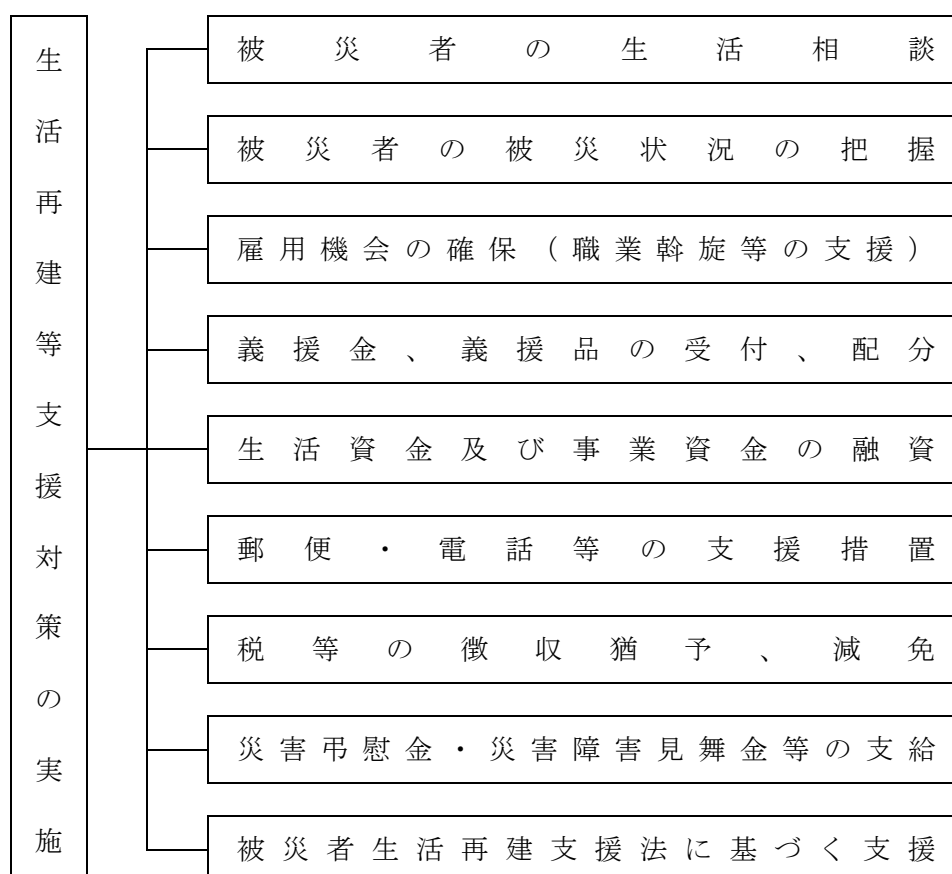 生活再建等支援対策の実施
被災者の生活相談
被災者の被災状況の把握
雇用機会の確保（職業斡旋等の支援）
義援金、義援品の受付、配分
生活資金及び事業資金の融資
郵便・電話等の支援措置
税等の徴収猶予、減免
災害弔慰金・災害障害見舞金等の支給
被災者生活再建支援法に基づく支援